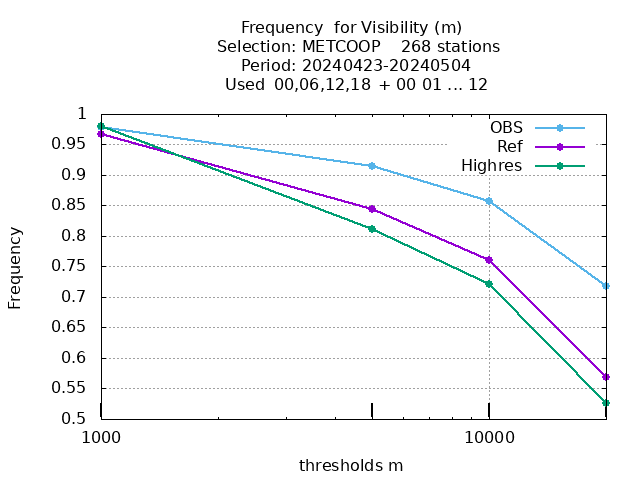 Frequency  for Visibility (m)
Selection: METCOOP    268 stations
Period: 20240423-20240504
Used  00,06,12,18 + 00 01 ... 12
OBS
Ref
Highres
Frequency
1
0.95
0.9
0.85
0.8
0.75
0.7
0.65
0.6
0.55
0.5
1000
10000
thresholds m